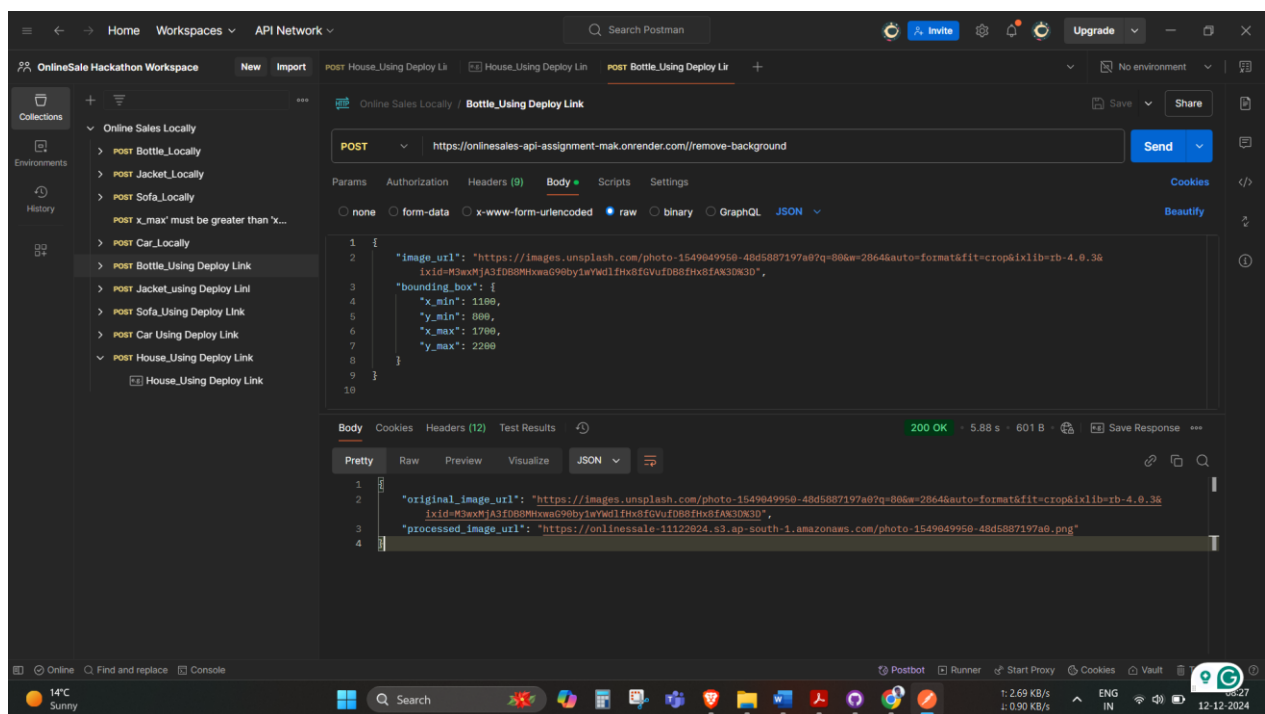 Home Workspaces API Network Search Postman Invite Upgrade
OnlineSale Hackathon Workspace New Import POST House_Using Deploy Lir House_Using Deploy Lin POST Bottle_Using Deploy Lir No environment
Collections
Environments
History
Online Sales Locally
POST Bottle_Locally
POST Jacket_Locally
POST Sofa_Locally
POST x_max' must be greater than 'x...
POST Car_Locally
POST Bottle_Using Deploy Link
POST Jacket_using Deploy Linl
POST Sofa_Using Deploy LInk
POST Car Using Deploy Link
POST House_Using Deploy Link
House_Using Deploy Link
HTTP Online Sales Locally / Bottle_Using Deploy Link Save Share
POST https://onlinesales-api-assignment-mak.onrender.com//remove-background Send
Params Authorization Headers (9) Body Scripts Settings Cookies
none form-data x-www-form-urlencoded raw binary GraphQL JSON Beautify
1 {
2 "image_url": "https://images.unsplash.com/photo-1549049950-48d5887197a0?q=80&w=2864&auto=format&fit=crop&ixlib=rb-4.0.3&
ixid=M3wxMjA3fDB8MHxwaG90by1wYWdlfHx8fGVufDB8fHx8fA%3D%3D",
3 "bounding_box": {
4 "x_min": 1100,
5 "y_min": 800,
6 "x_max": 1700,
7 "y_max": 2200
8 }
9 }
10
Body Cookies Headers (12) Test Results 200 OK 5.88 s 601 B Save Response
Pretty Raw Preview Visualize JSON
1 {
2 "original_image_url": "https://images.unsplash.com/photo-1549049950-48d5887197a0?q=80&w=2864&auto=format&fit=crop&ixlib=rb-4.0.3&
ixid=M3wxMjA3fDB8MHxwaG90by1wYWdlfHx8fGVufDB8fHx8fA%3D%3D",
3 "processed_image_url": "https://onlinessale-11122024.s3.ap-south-1.amazonaws.com/photo-1549049950-48d5887197a0.png"
4 }
Online Find and replace Console Postbot Runner Start Proxy Cookies Vault
14°C
Sunny
Search
↑: 2.69 KB/s
↓: 0.90 KB/s
ENG
IN
12-12-2024